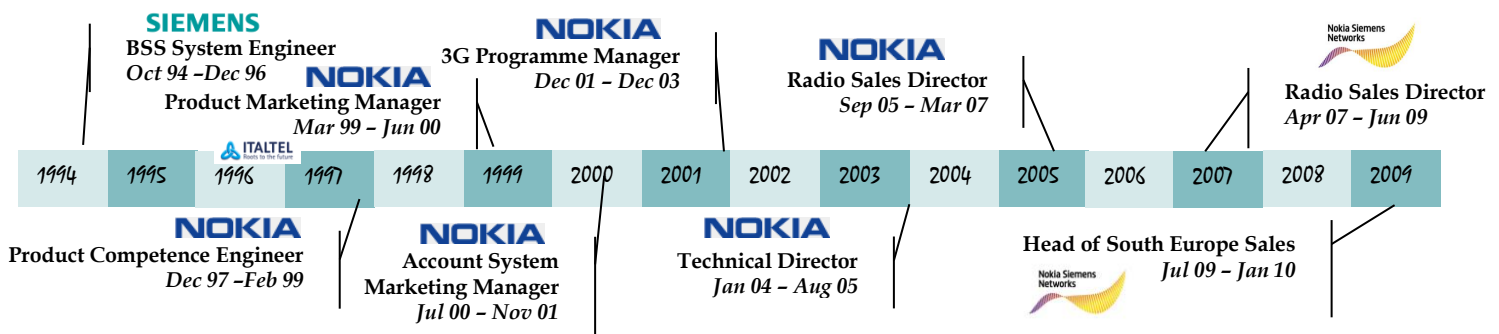 SIEMENS
BSS System Engineer
Oct 94 –Dec 96
NOKIA
Product Marketing Manager
Mar 99 – Jun 00
NOKIA
3G Programme Manager
Dec 01 – Dec 03
NOKIA
Radio Sales Director
Sep 05 – Mar 07
Nokia Siemens
Networks
Radio Sales Director
Apr 07 – Jun 09
ITALTEL
Roots to the future
1994 1995 1996 1997 1998 1999 2000 2001 2002 2003 2004 2005 2006 2007 2008 2009
NOKIA
Product Competence Engineer
Dec 97 –Feb 99
NOKIA
Account System
Marketing Manager
Jul 00 – Nov 01
NOKIA
Technical Director
Jan 04 – Aug 05
Head of South Europe Sales
Jul 09 – Jan 10
Nokia Siemens
Networks